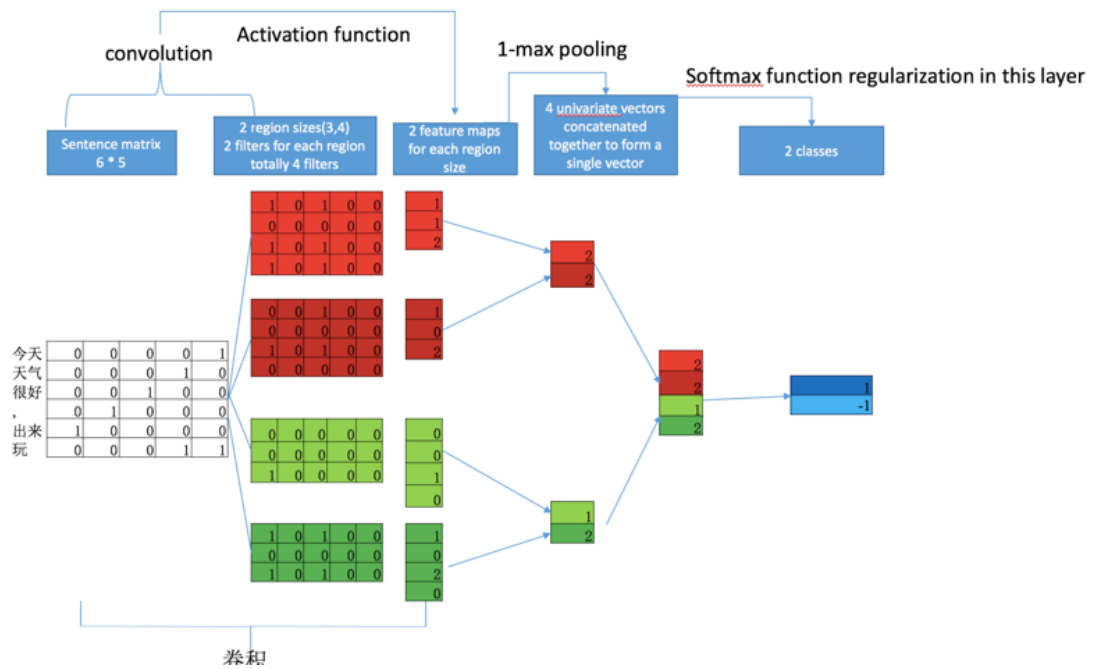 Activation function
convolution
1-max pooling
Softmax function regularization in this layer
Sentence matrix
6 * 5
2 region sizes(3,4)
2 filters for each region
totally 4 filters
2 feature maps
for each region
size
4 univariate vectors
concatenated
together to form a
single vector
2 classes
1 0 1 0 0
0 0 0 0 0
1 0 1 0 0
1 0 1 0 0
1
1
2
2
2
0 0 1 0 0
0 0 0 0 0
1 0 1 0 0
0 0 0 0 0
1
0
2
今天 0 0 0 0 1
天气 0 0 0 1 0
很好 0 0 1 0 0
, 0 1 0 0 0
出来 1 0 0 0 0
玩 0 0 0 1 1
2
2
1
2
1
-1
0 0 0 0 0
0 0 0 0 0
1 0 0 0 0
0
0
1
0
1
2
1 0 1 0 0
0 0 0 0 0
1 0 1 0 0
1
0
2
0
卷积